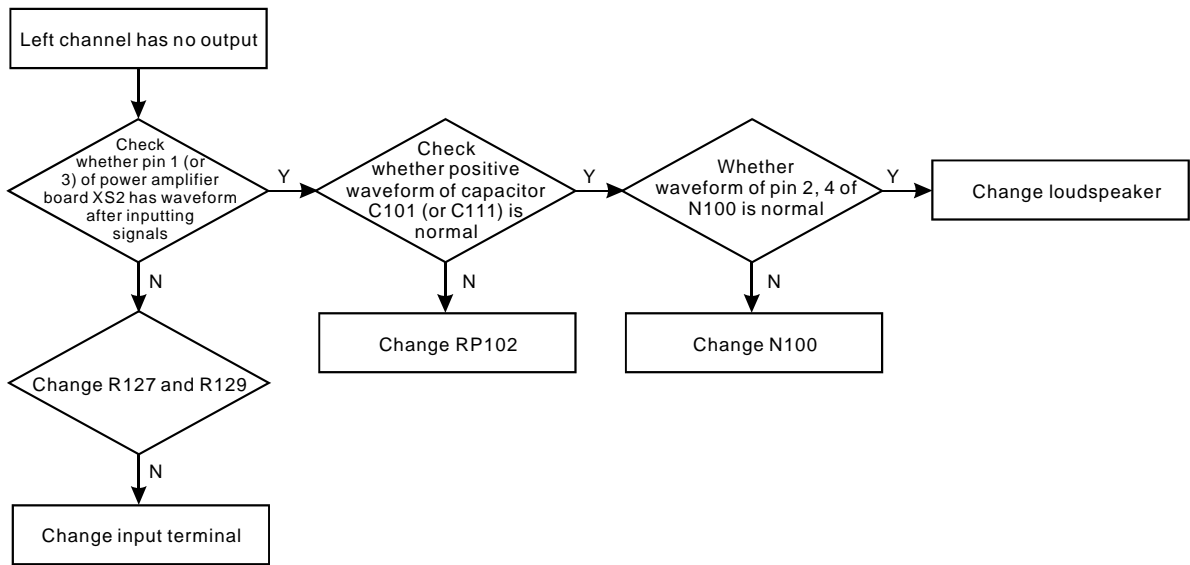 Left channel has no output
Check
whether pin 1 (or
3) of power amplifier
board XS2 has waveform
after inputting
signals
Y
Check
whether positive
waveform of capacitor
C101 (or C111) is
normal
Y
Whether
waveform of pin 2, 4 of
N100 is normal
Y
Change loudspeaker
N
N
N
Change RP102
Change N100
Change R127 and R129
N
Change input terminal